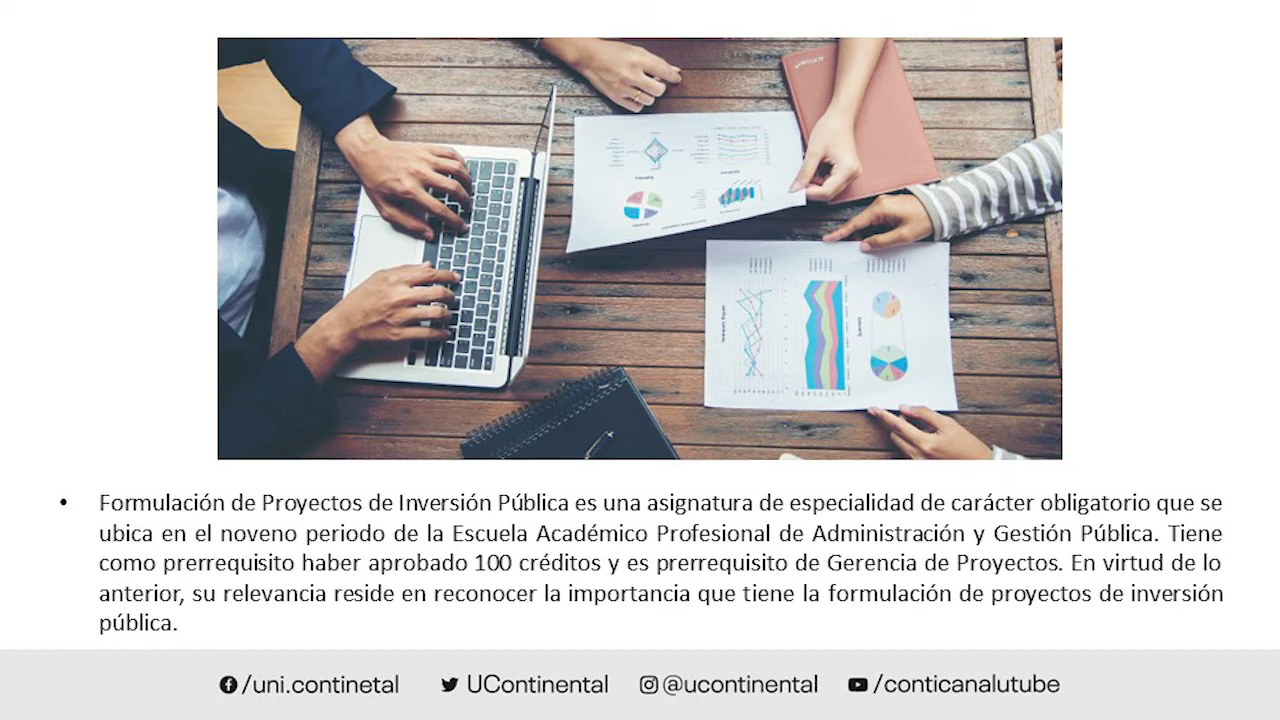 • Formulación de Proyectos de Inversión Pública es una asignatura de especialidad de carácter obligatorio que se
ubica en el noveno periodo de la Escuela Académico Profesional de Administración y Gestión Pública. Tiene
como prerrequisito haber aprobado 100 créditos y es prerrequisito de Gerencia de Proyectos. En virtud de lo
anterior, su relevancia reside en reconocer la importancia que tiene la formulación de proyectos de inversión
pública.
/uni.continetal UContinental @ucontinental /conticanalutube